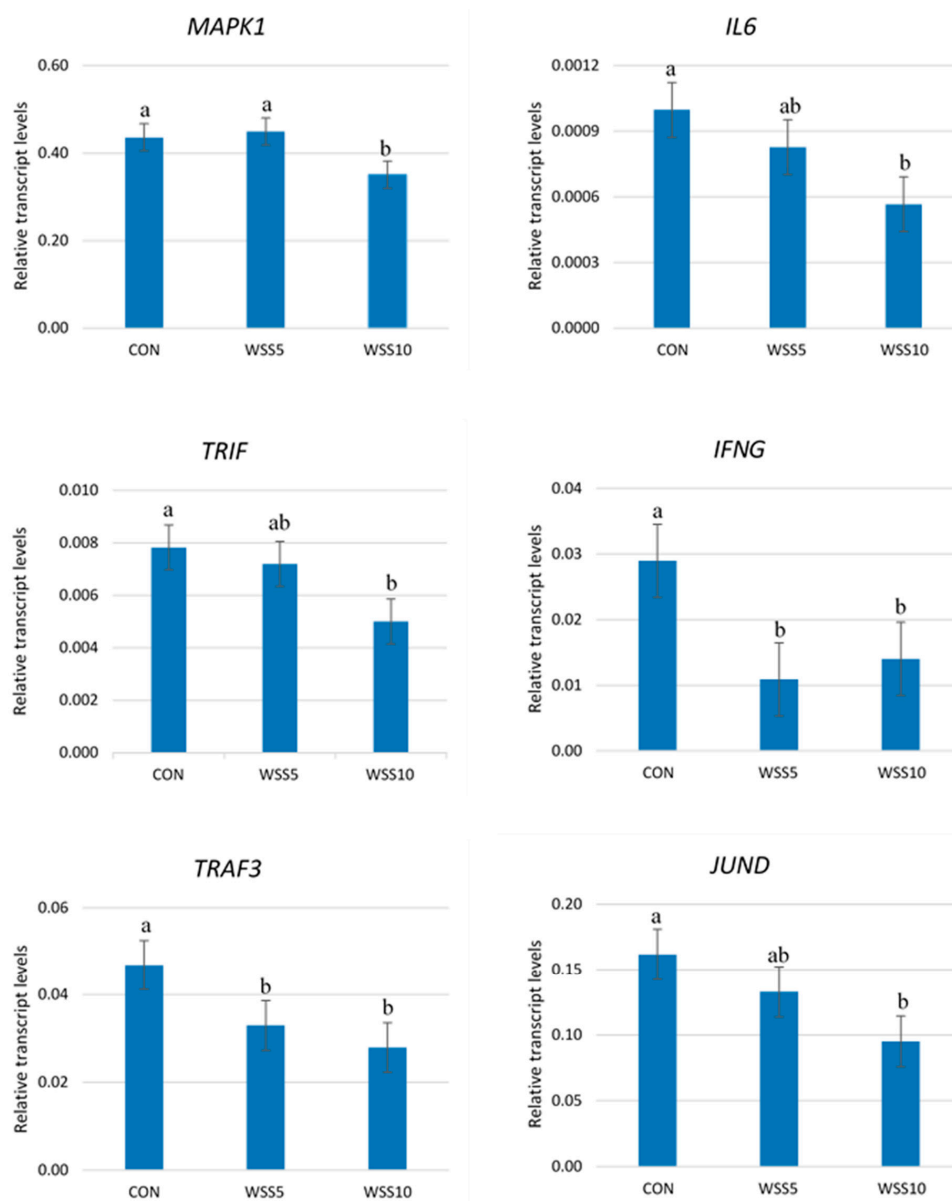 MAPK1
Relative transcript levels
0.60
0.40
0.20
0.00
a
a
b
CON
WSS5
WSS10
IL6
Relative transcript levels
0.0012
0.0009
0.0006
0.0003
0.0000
a
ab
b
CON
WSS5
WSS10
TRIF
Relative transcript levels
0.010
0.008
0.006
0.004
0.002
0.000
a
ab
b
CON
WSS5
WSS10
IFNG
Relative transcript levels
0.04
0.03
0.02
0.01
0.00
a
b
b
CON
WSS5
WSS10
TRAF3
Relative transcript levels
0.06
0.04
0.02
0.00
a
b
b
CON
WSS5
WSS10
JUND
Relative transcript levels
0.20
0.15
0.10
0.05
0.00
a
ab
b
CON
WSS5
WSS10